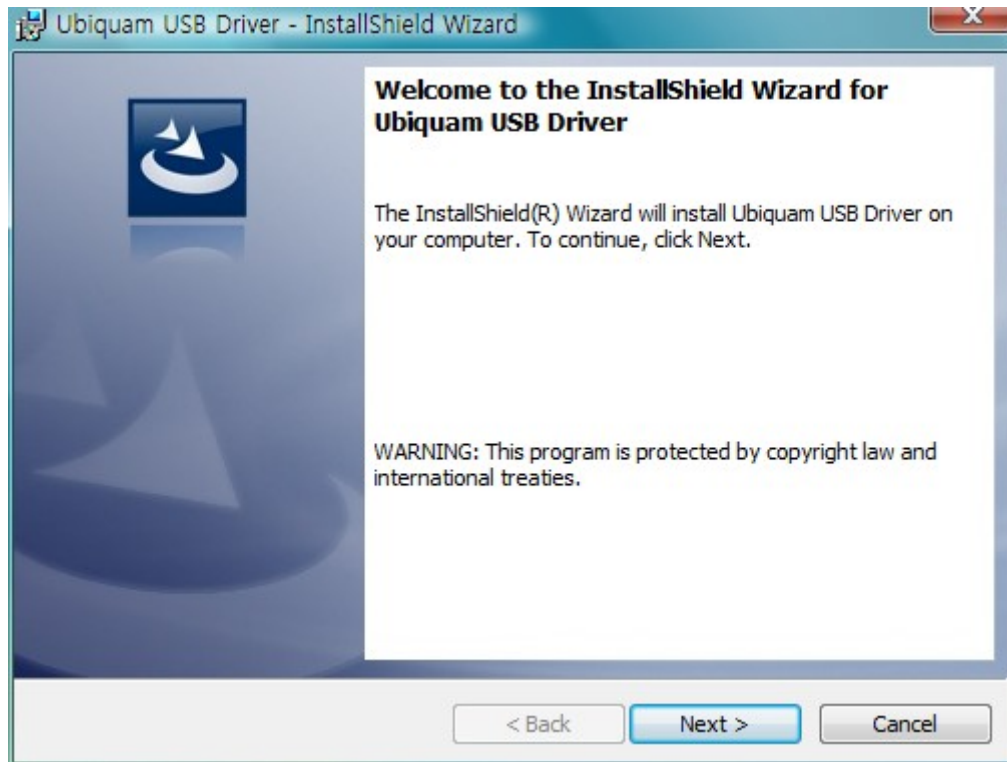 Ubiquam USB Driver - InstallShield Wizard
Welcome to the InstallShield Wizard for
Ubiquam USB Driver
The InstallShield(R) Wizard will install Ubiquam USB Driver on
your computer. To continue, click Next.
WARNING: This program is protected by copyright law and
international treaties.
< Back Next > Cancel